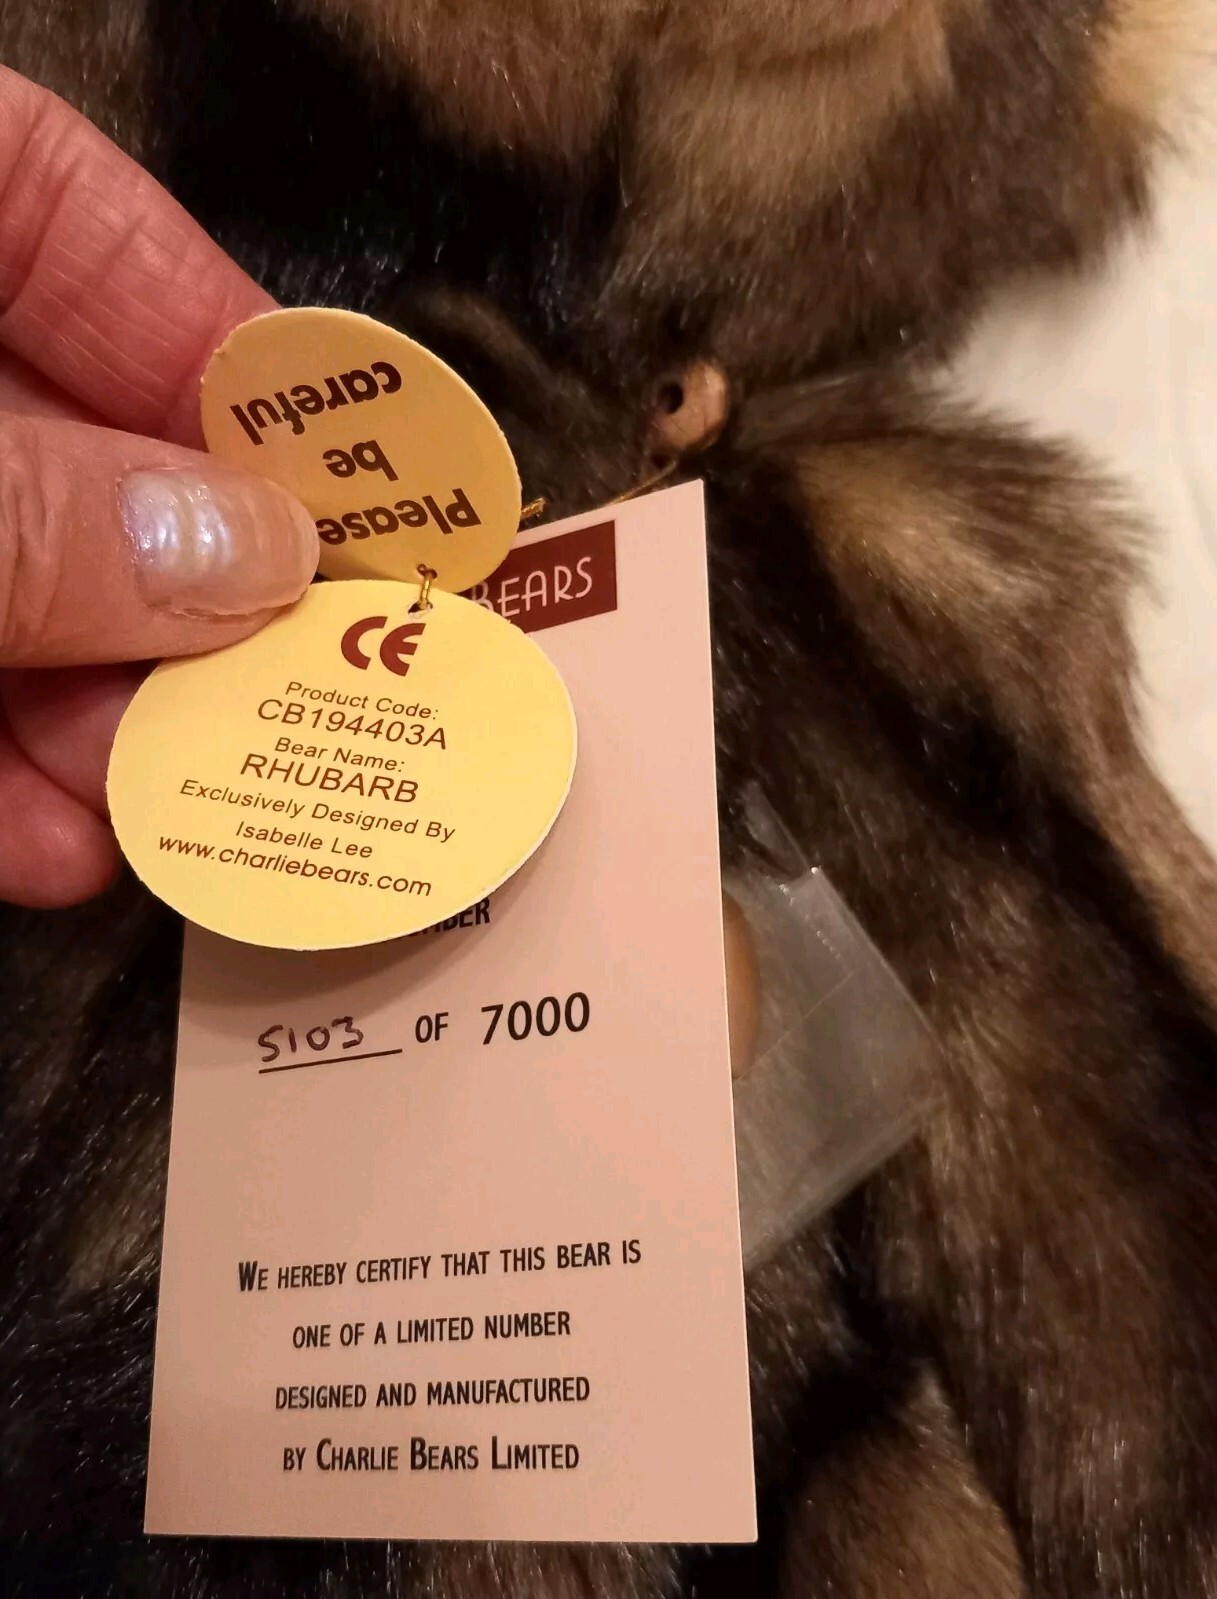 Please
be
careful
BEARS
CE
Product Code:
CB194403A
Bear Name:
RHUBARB
Exclusively Designed By
Isabelle Lee
www.charliebears.com
5103 OF 7000
WE HEREBY CERTIFY THAT THIS BEAR IS
ONE OF A LIMITED NUMBER
DESIGNED AND MANUFACTURED
BY CHARLIE BEARS LIMITED